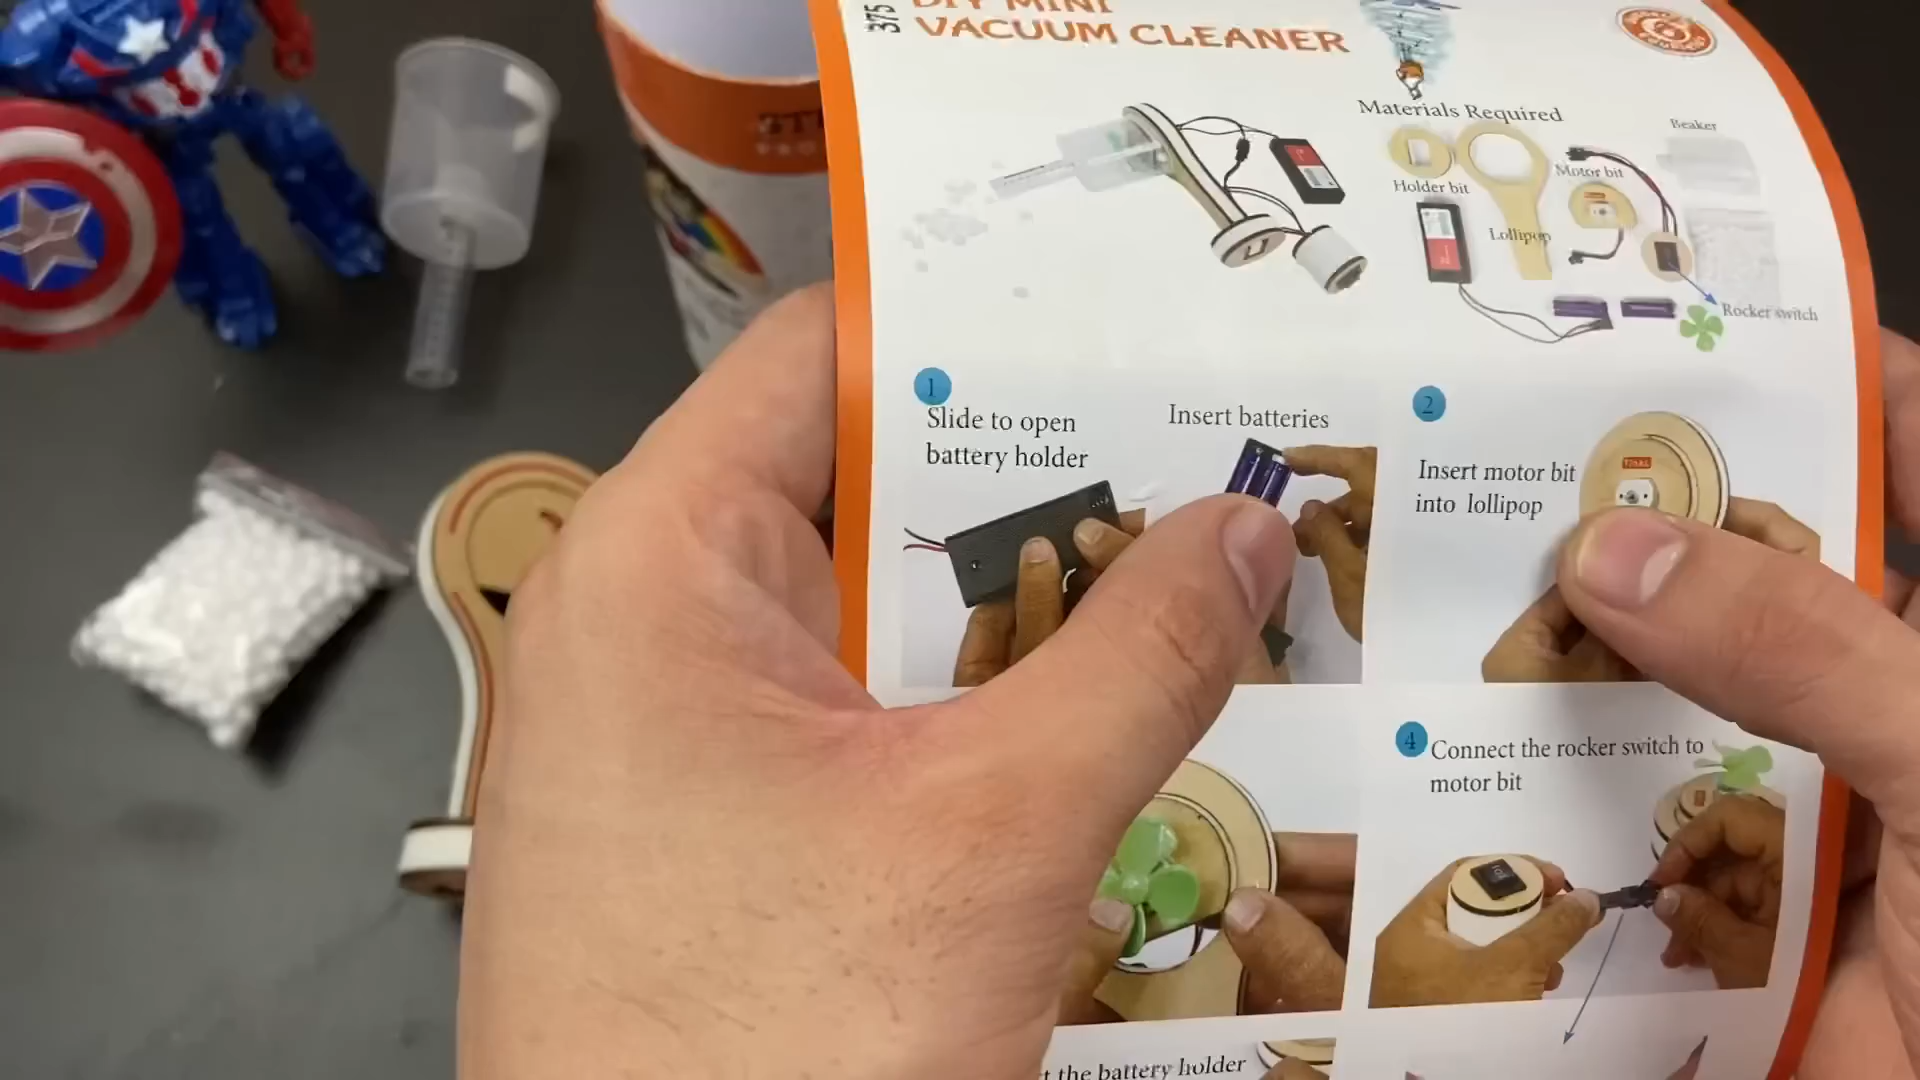 375
DIY MINI
VACUUM CLEANER
Materials Required
Beaker
Holder bit
Motor bit
Lollipop
Rocker switch
1
Slide to open
battery holder
Insert batteries
2
Insert motor bit
into lollipop
4
Connect the rocker switch to
motor bit
the battery holder